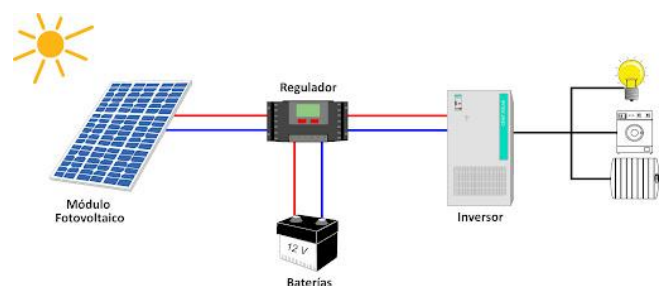 Regulador
Módulo
Fotovoltaico
Inversor
12 V
Baterías